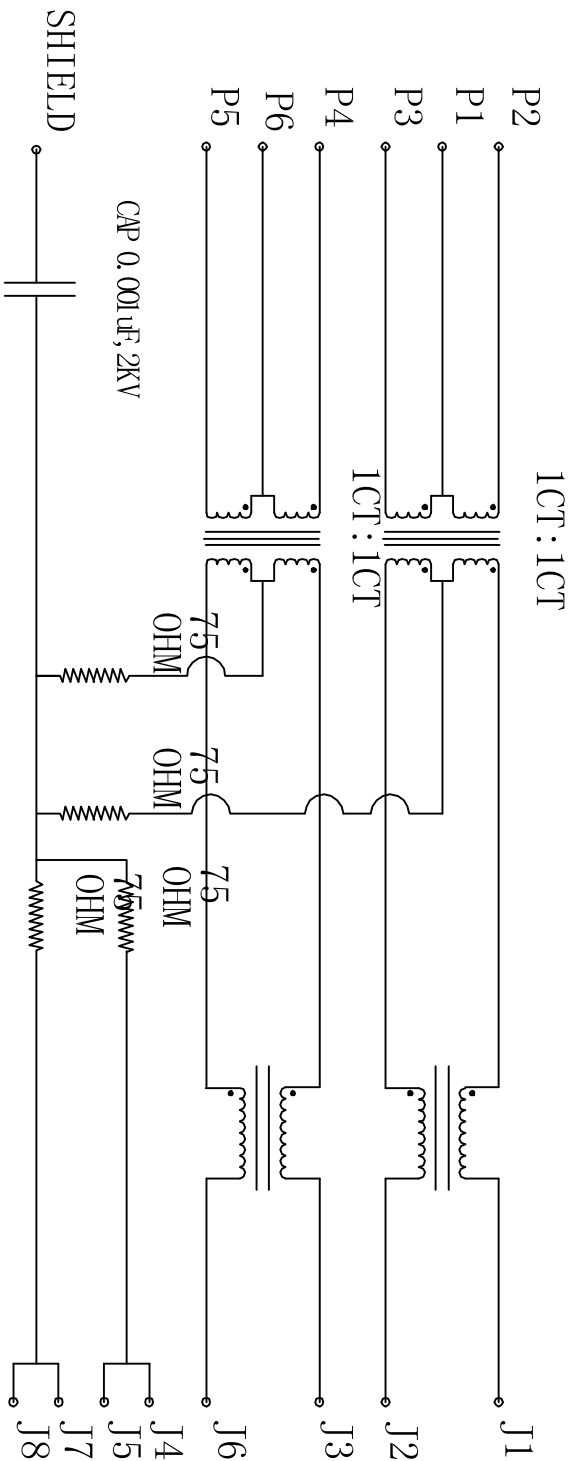 1CT:1CT
P2
P1
P3
J1
J2
1CT:1CT
P4
P6
P5
J3
J6
75
OHM
75
OHM
75
OHM
75
OHM
CAP 0.001uF,2KV
J4
J5
J7
J8
SHIELD